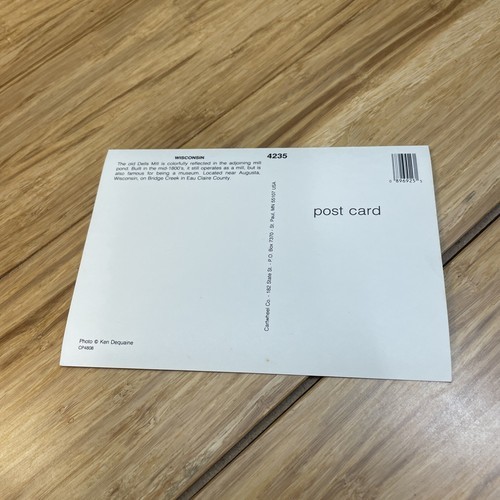 WISCONSIN
The old Dells Mill is colorfully reflected in the adjoining mill
pond. Built in the mid-1800's, it still operates as a mill, but is
also famous for being a museum. Located near Augusta,
Wisconsin, on Bridge Creek in Eau Claire County.
4235
post card
Cartwheel Co. - 182 State St. - P.O. Box 7370 - St. Paul, MN 55107 USA
Photo © Ken Dequaine